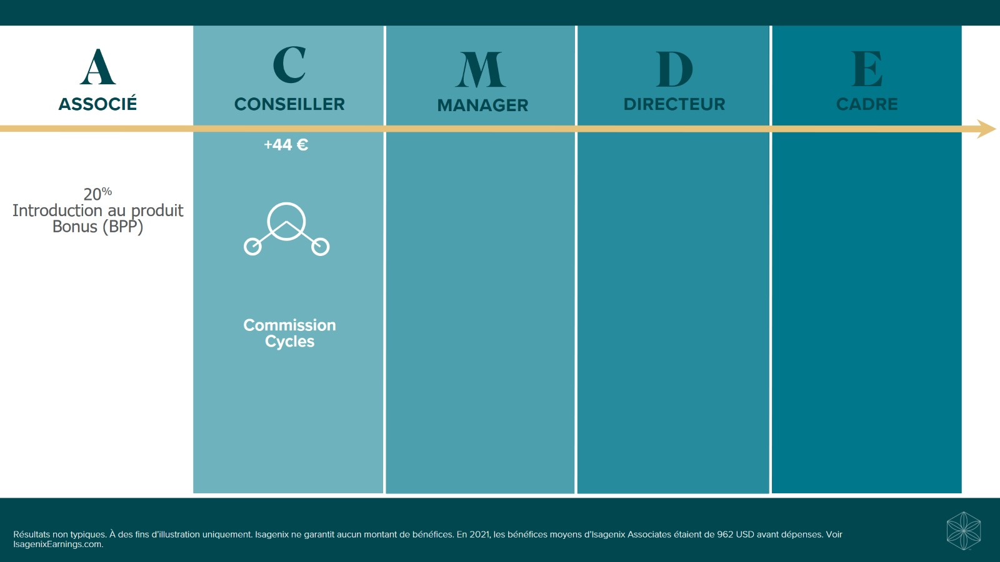 A
ASSOCIÉ
C
CONSEILLER
M
MANAGER
D
DIRECTEUR
E
CADRE
+44 €
20%
Introduction au produit
Bonus (BPP)
Commission
Cycles
Résultats non typiques. À des fins d’illustration uniquement. Isagenix ne garantit aucun montant de bénéfices. En 2021, les bénéfices moyens d’Isagenix Associates étaient de 962 USD avant dépenses. Voir
IsagenixEarnings.com.